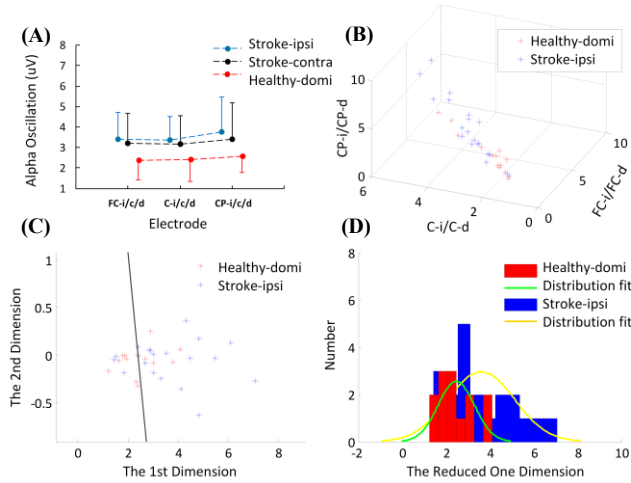 (A)
Alpha Oscillation (uV)
8
7
6
5
4
3
2
1
Stroke-ipsi
Stroke-contra
Healthy-domi
FC-i/c/d C-i/c/d CP-i/c/d
Electrode
(B)
CP-i/CP-d
10
5
0
Healthy-domi
Stroke-ipsi
6 4 2 0
C-i/C-d
0 5 10
FC-i/FC-d
(C)
The 2nd Dimension
1
0.5
0
-0.5
Healthy-domi
Stroke-ipsi
0 2 4 6 8
The 1st Dimension
(D)
Number
8
6
4
2
0
Healthy-domi
Distribution fit
Stroke-ipsi
Distribution fit
-2 0 2 4 6 8 10
The Reduced One Dimension